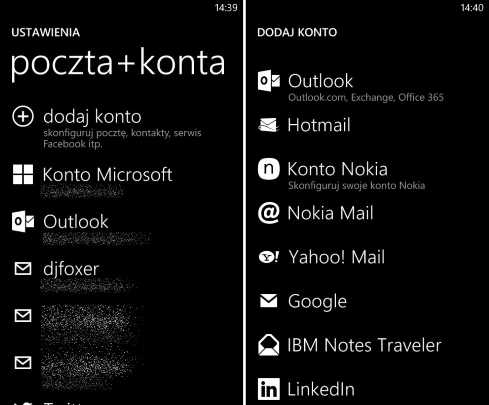 14:39
USTAWIENIA
poczta+konta
dodaj konto
skonfiguruj pocztę, kontakty, serwis
Facebook itp.
Konto Microsoft
Outlook
djfoxer
14:40
DODAJ KONTO
Outlook
Outlook.com, Exchange, Office 365
Hotmail
Konto Nokia
Skonfiguruj swoje konto Nokia
Nokia Mail
Yahoo! Mail
Google
IBM Notes Traveler
LinkedIn